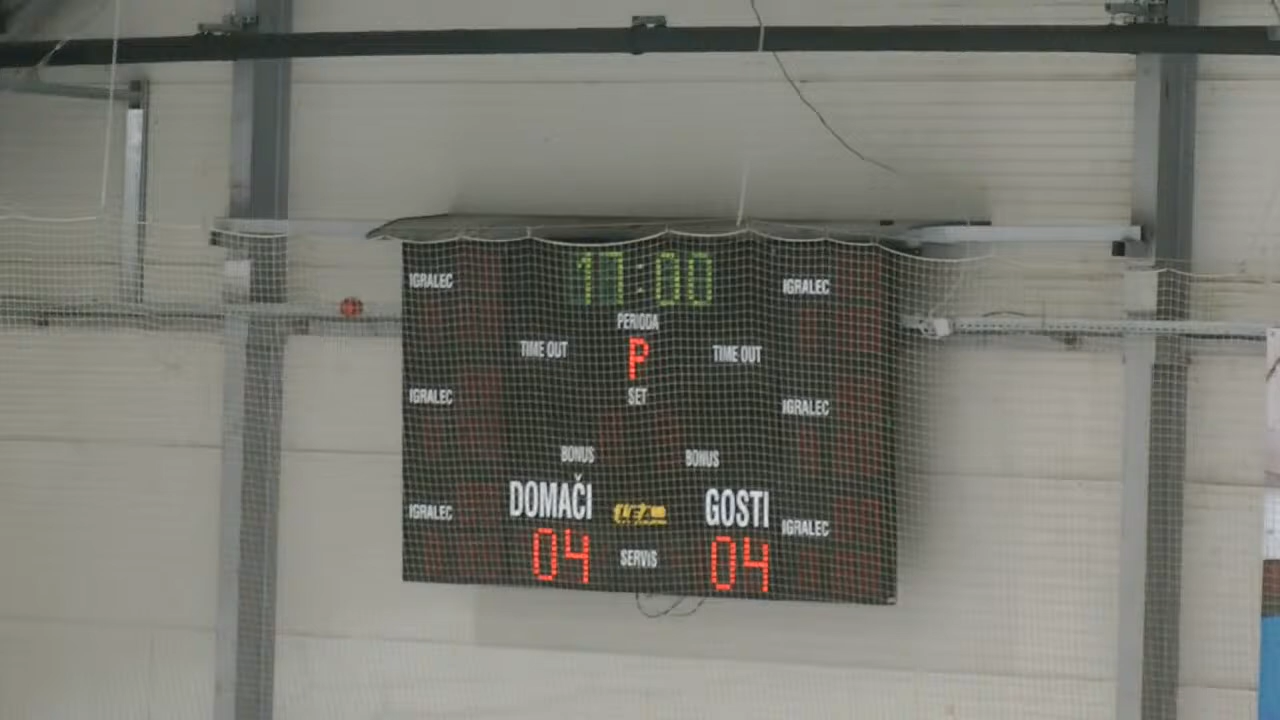 17:00
IGRALEC IGRALEC
PERIODA
TIME OUT P TIME OUT
IGRALEC SET IGRALEC
BONUS BONUS
DOMAČI LEA GOSTI
IGRALEC IGRALEC
04 SERVIS 04